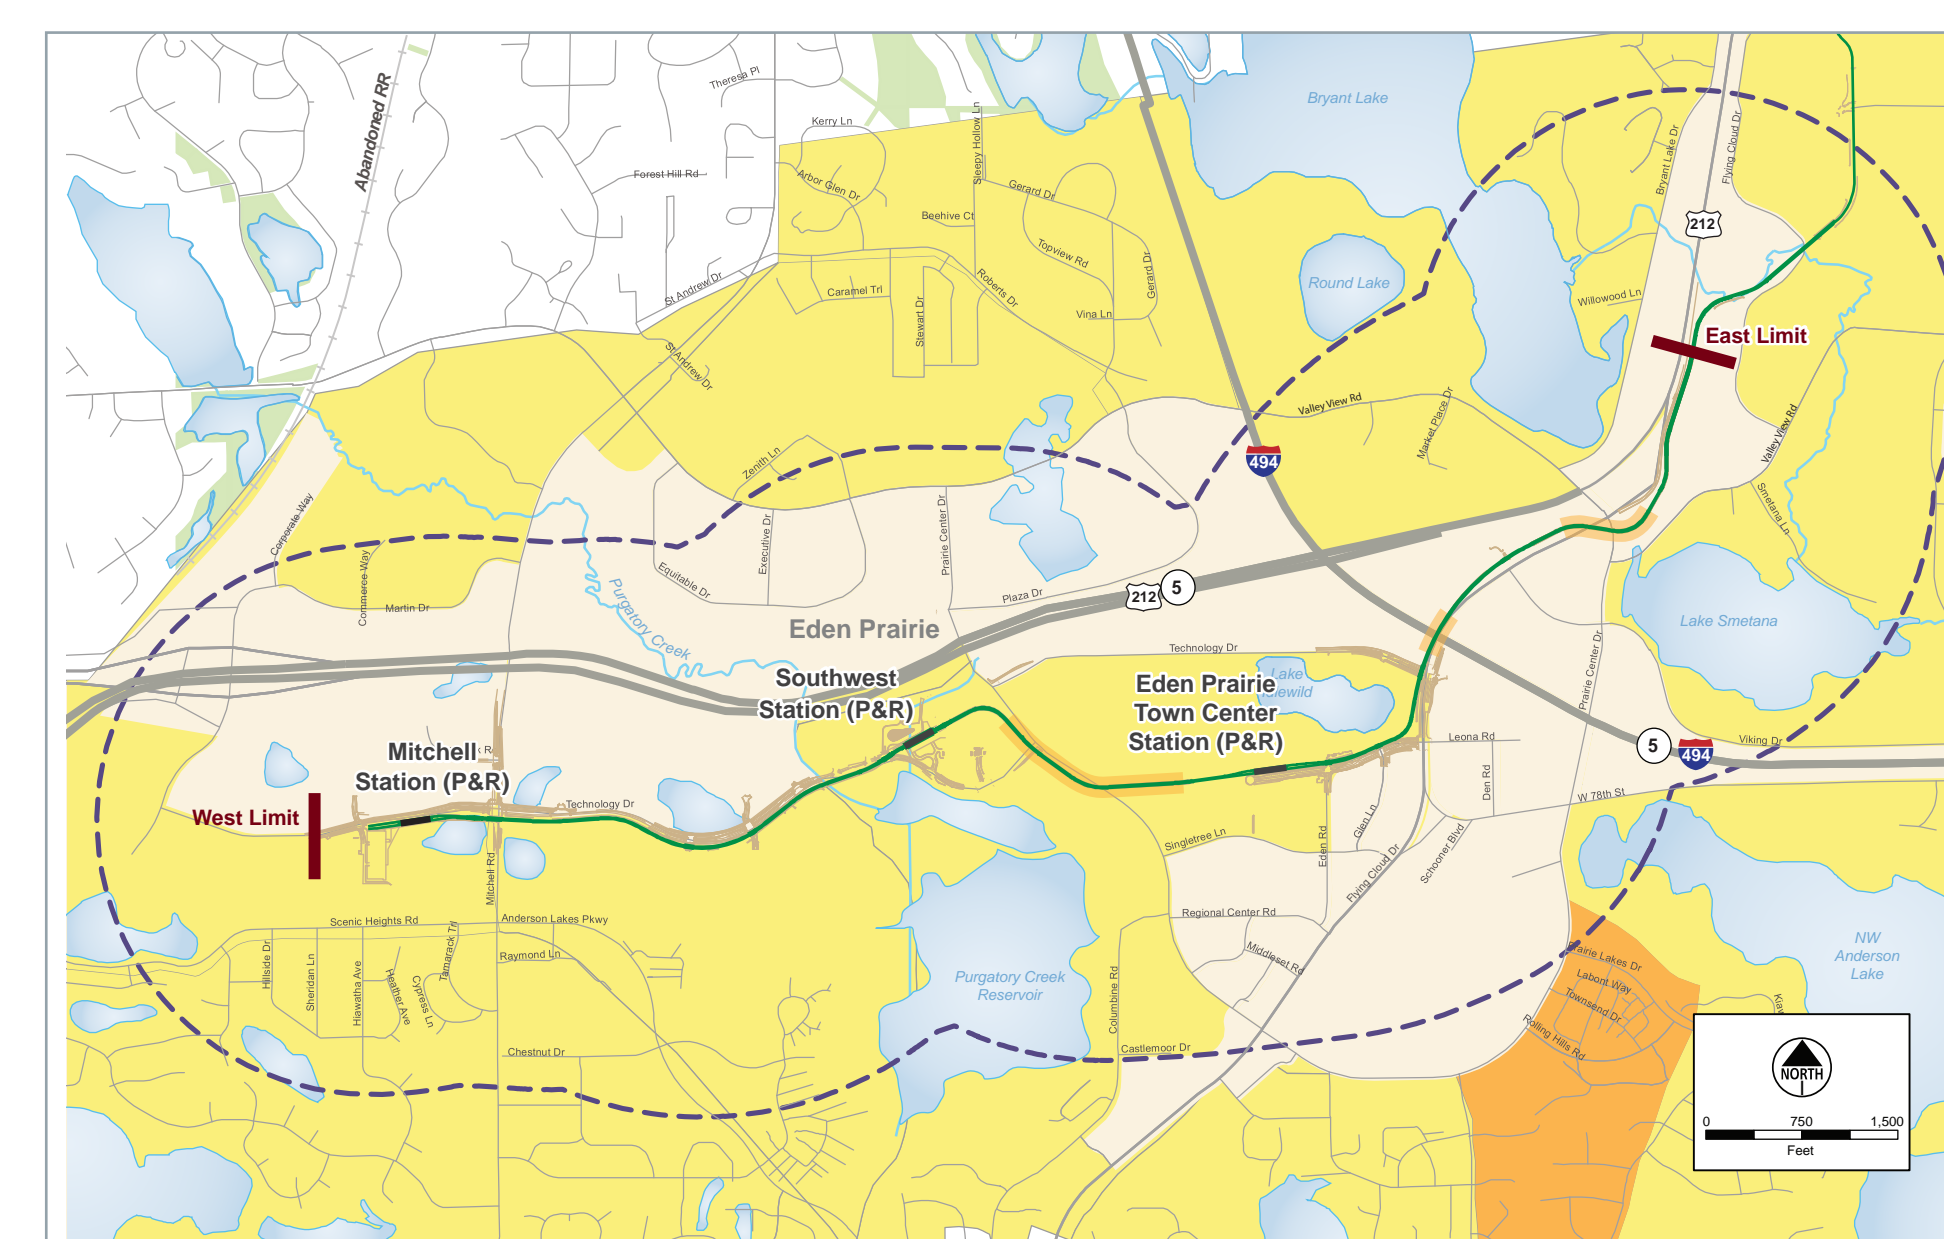 Theresa Pl
Abandoned RR
Kerry Ln
Sleepy Hollow Ln
Bryant Lake
Bryant Lake Dr
Flying Cloud Dr
Forest Hill Rd
Arbor Glen Dr
Gerard Dr
Beehive Ct
Topview Rd
Gerard Dr
212
St Andrew Dr
Caramel Trl
Roberts Dr
Stewart Dr
Vina Ln
Round Lake
Willowood Ln
East Limit
St Andrew Dr
Valley View Rd
Market Place Dr
Valley View Rd
494
Zenith Ln
Corporate Way
Executive Dr
Prairie Center Dr
Smetana Ln
Commerce Way
Equitable Dr
Martin Dr
Purgatory Creek
Plaza Dr
212
5
Eden Prairie
Lake Smetana
Technology Dr
Prairie Center Dr
Southwest
Station (P&R)
Eden Prairie
Town Center
Station (P&R)
Lake
Mitchell
Station (P&R)
Leona Rd
5
494
Viking Dr
Den Rd
W 78th St
West Limit
Technology Dr
Mitchell Rd
Singletree Ln
Eden Rd
Glen Ln
Flying Cloud Dr
Schooner Blvd
Scenic Heights Rd
Anderson Lakes Pkwy
Regional Center Rd
Hillside Dr
Sheridan Ln
Hiawatha Ave
Heather Ave
Cypress Ln
Tamarack Trl
Raymond Ln
Middleset Rd
Prairie Lakes Dr
Labont Way
Townsend Dr
Rolling Hills Rd
NW
Anderson
Lake
Purgatory Creek
Reservoir
Columbine Rd
Castlemoor Dr
Chestnut Dr
NORTH
0 750 1,500
Feet